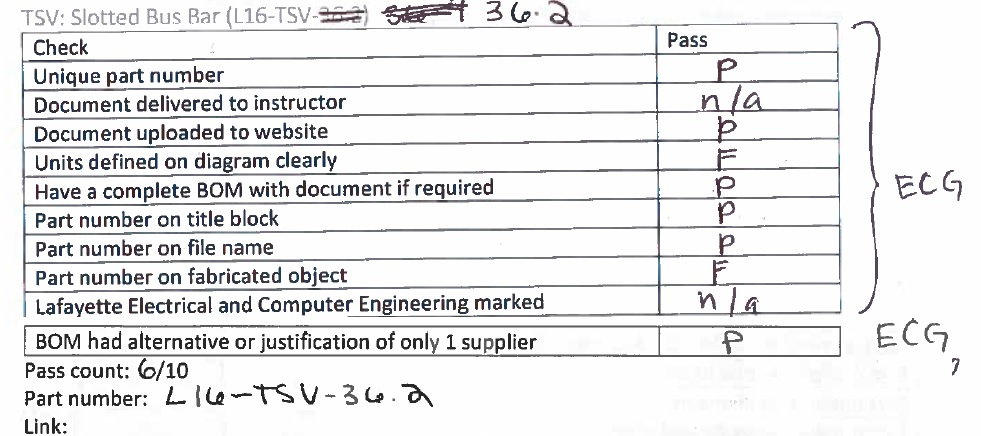 TSV: Slotted Bus Bar (L16-TSV-36.2) 36.2
Check Pass
Unique part number P
Document delivered to instructor n/a
Document uploaded to website P
Units defined on diagram clearly F
Have a complete BOM with document if required P ECG
Part number on title block P
Part number on file name P
Part number on fabricated object F
Lafayette Electrical and Computer Engineering marked n/a
BOM had alternative or justification of only 1 supplier P ECG
Pass count: 6/10
Part number: L16-TSV-36.2
Link: